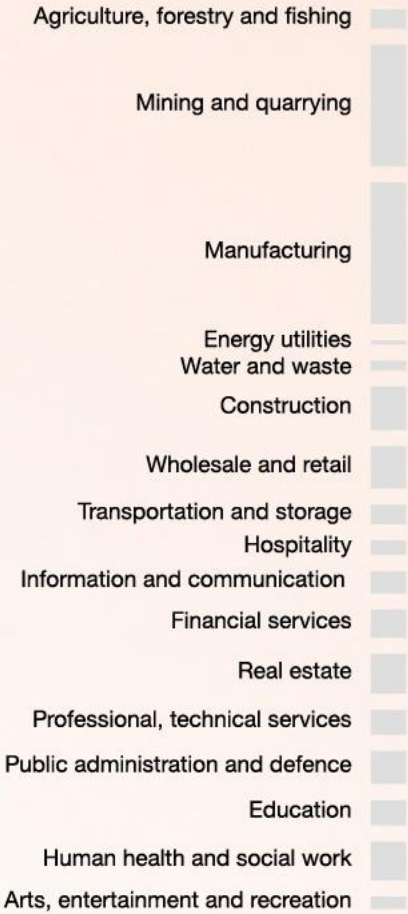 Agriculture, forestry and fishing
Mining and quarrying
Manufacturing
Energy utilities
Water and waste
Construction
Wholesale and retail
Transportation and storage
Hospitality
Information and communication
Financial services
Real estate
Professional, technical services
Public administration and defence
Education
Human health and social work
Arts, entertainment and recreation